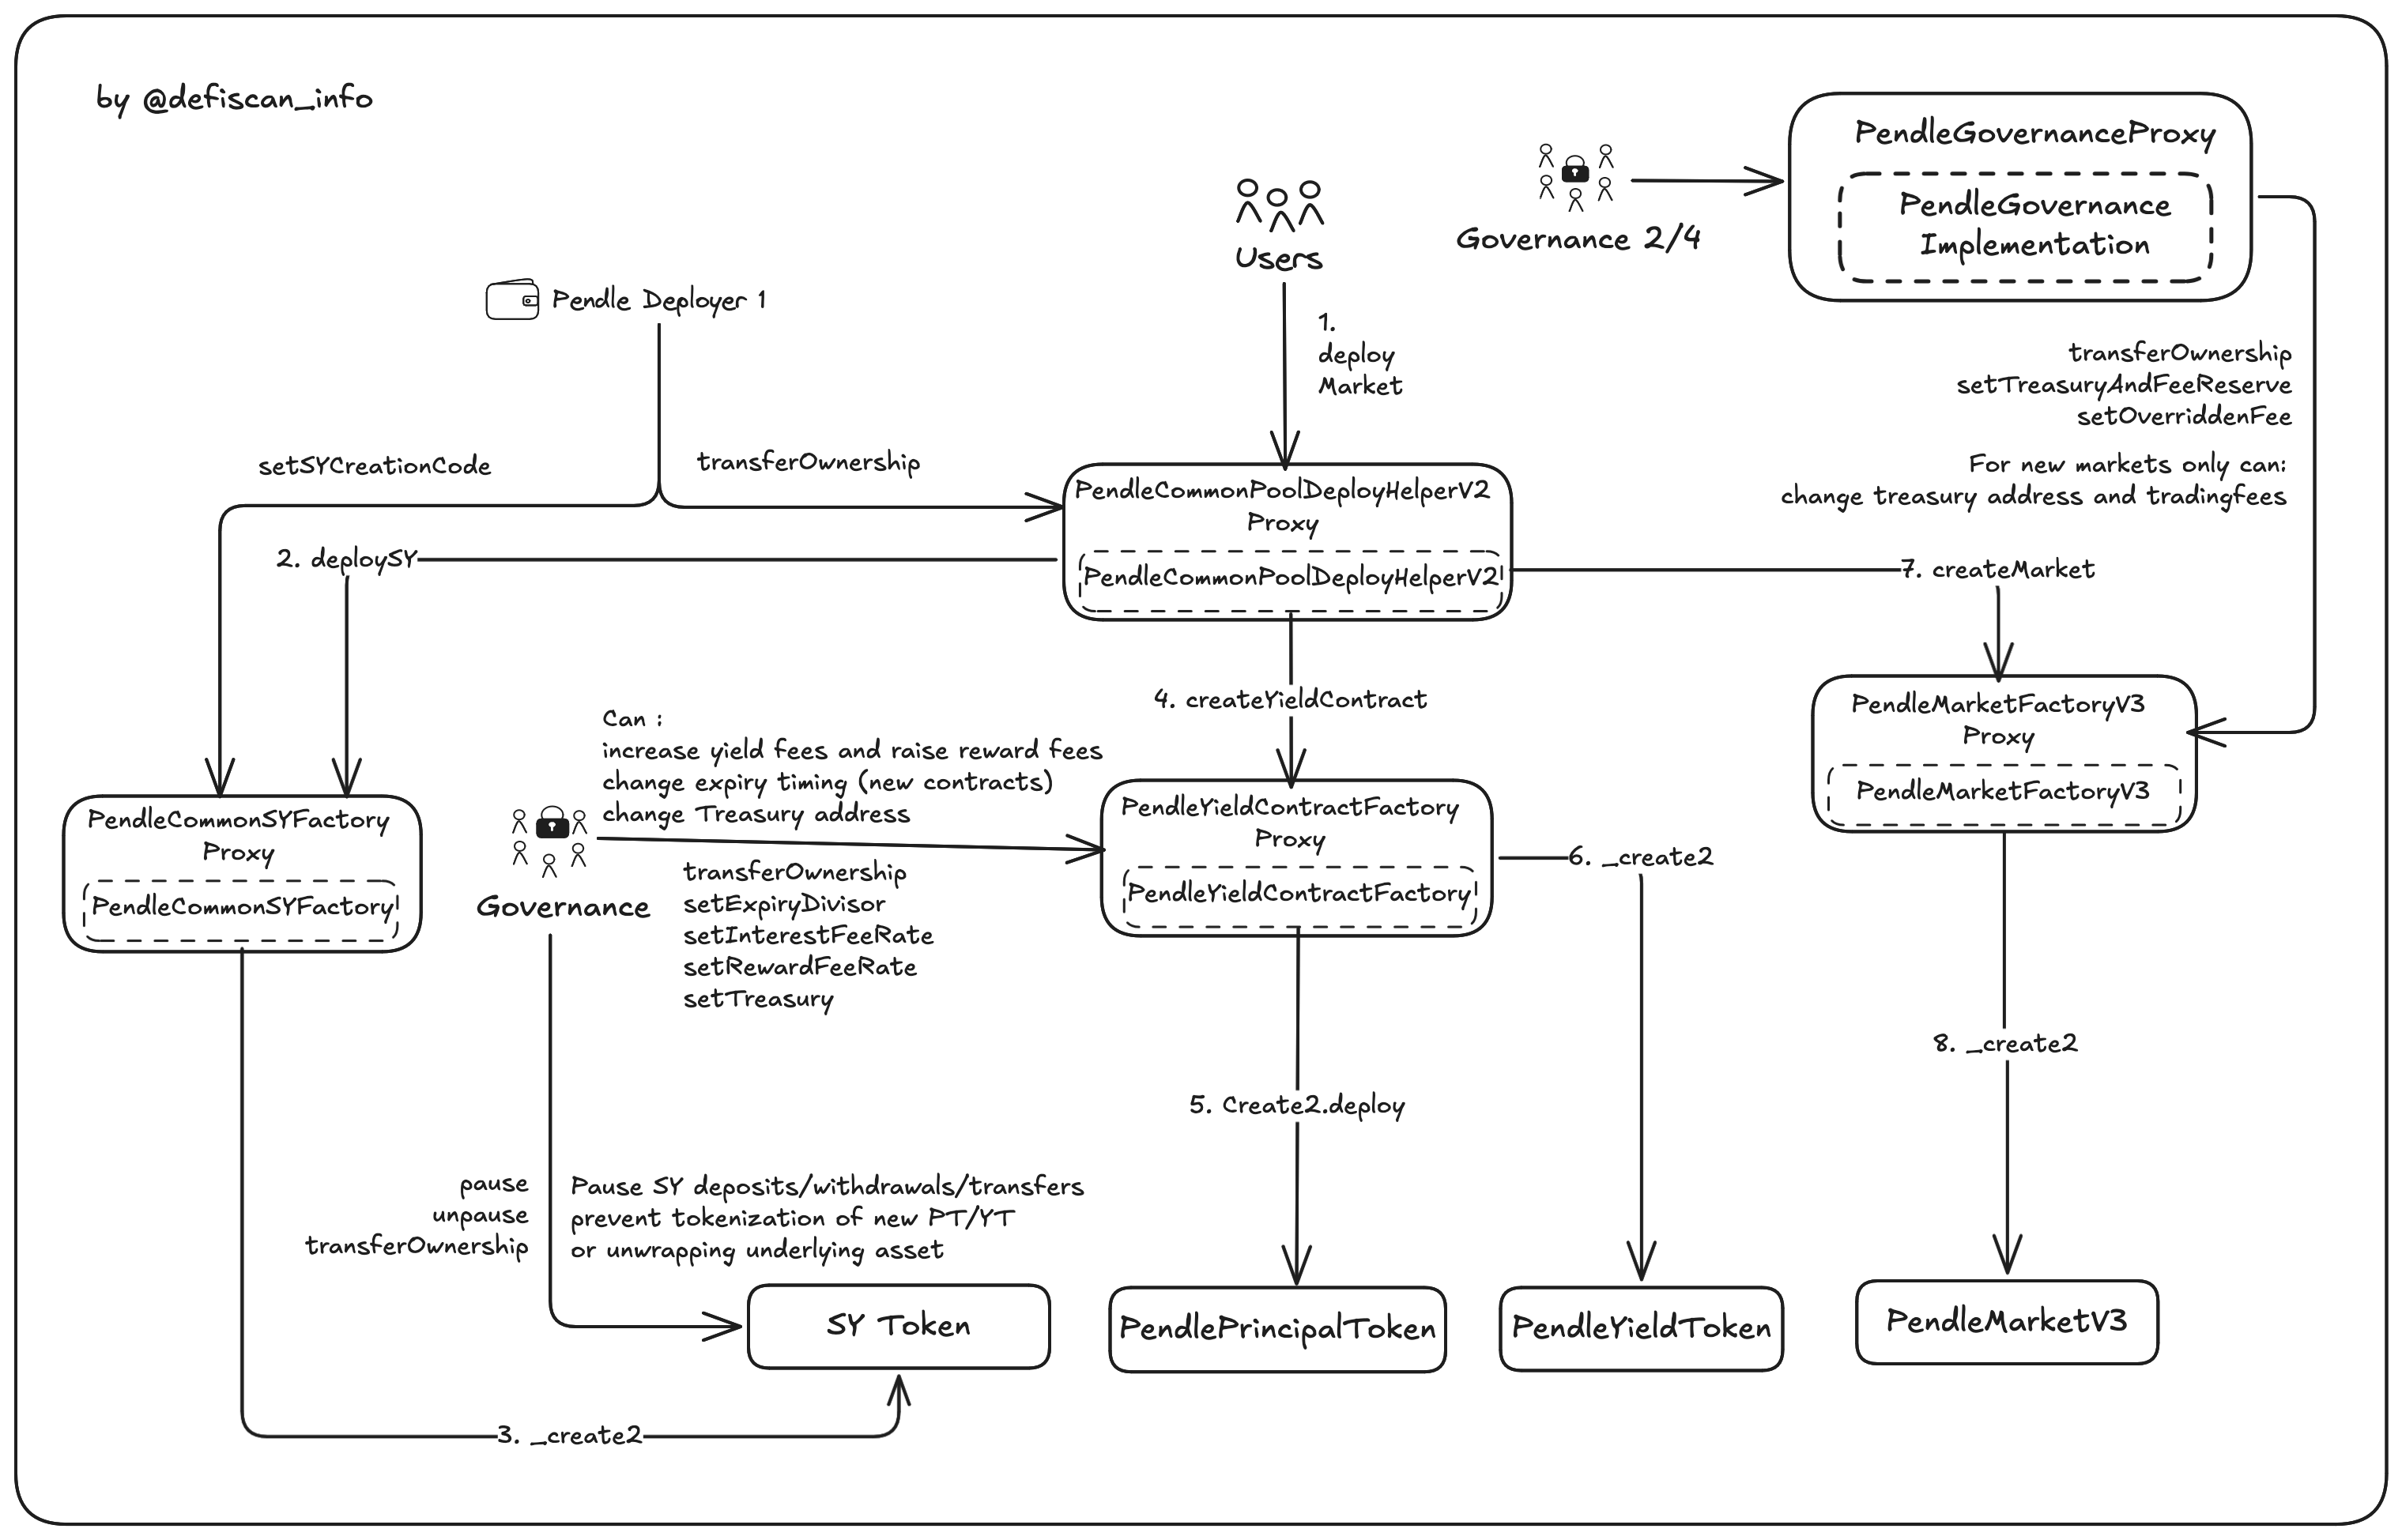 by @defiscan_info
PendleGovernanceProxy
PendleGovernance
Implementation
Governance 2/4
Users
Pendle Deployer 1
1.
deploy
Market
transferOwnership
setTreasuryAndFeeReserve
setOverriddenFee
For new markets only can:
change treasury address and tradingfees
setSYCreationCode
transferOwnership
PendleCommonPoolDeployHelperV2
Proxy
PendleCommonPoolDeployHelperV2
2. deploySY
7. createMarket
4. createYieldContract
Can :
increase yield fees and raise reward fees
change expiry timing (new contracts)
change Treasury address
PendleMarketFactoryV3
Proxy
PendleMarketFactoryV3
PendleCommonSYFactory
Proxy
PendleCommonSYFactory
Governance
transferOwnership
setExpiryDivisor
setInterestFeeRate
setRewardFeeRate
setTreasury
PendleYieldContractFactory
Proxy
PendleYieldContractFactory
6. _create2
8. _create2
5. Create2.deploy
pause
unpause
transferOwnership
Pause SY deposits/withdrawals/transfers
prevent tokenization of new PT/YT
or unwrapping underlying asset
SY Token
PendlePrincipalToken
PendleYieldToken
PendleMarketV3
3. _create2